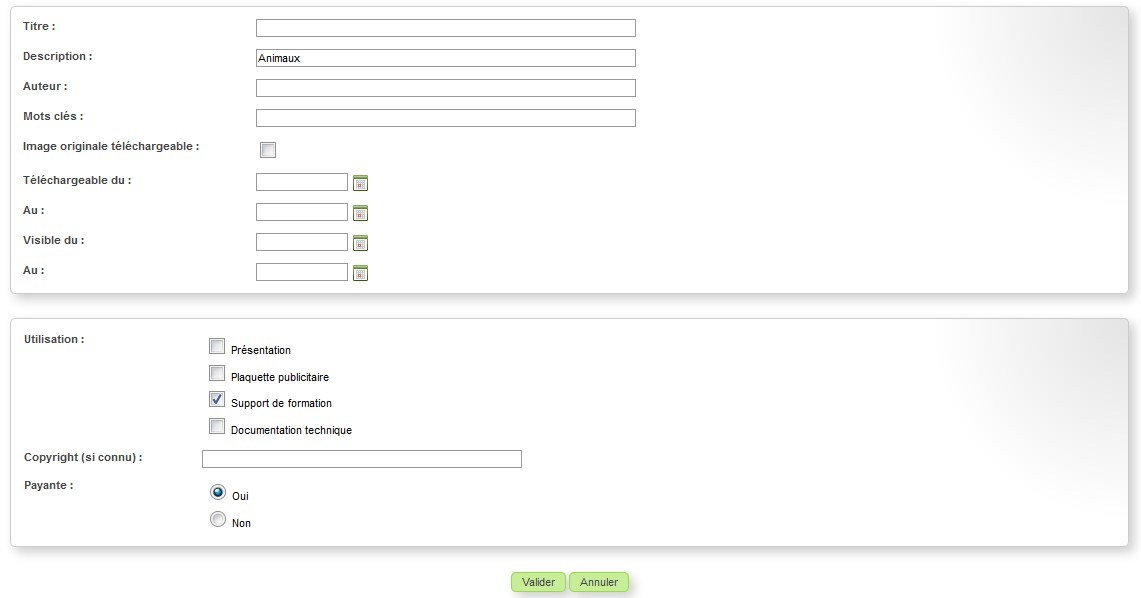 Titre :
Description : Animaux
Auteur :
Mots clés :
Image originale téléchargeable :
Téléchargeable du :
Au :
Visible du :
Au :
Utilisation :
Présentation
Plaquette publicitaire
Support de formation
Documentation technique
Copyright (si connu) :
Payante :
Oui
Non
Valider Annuler